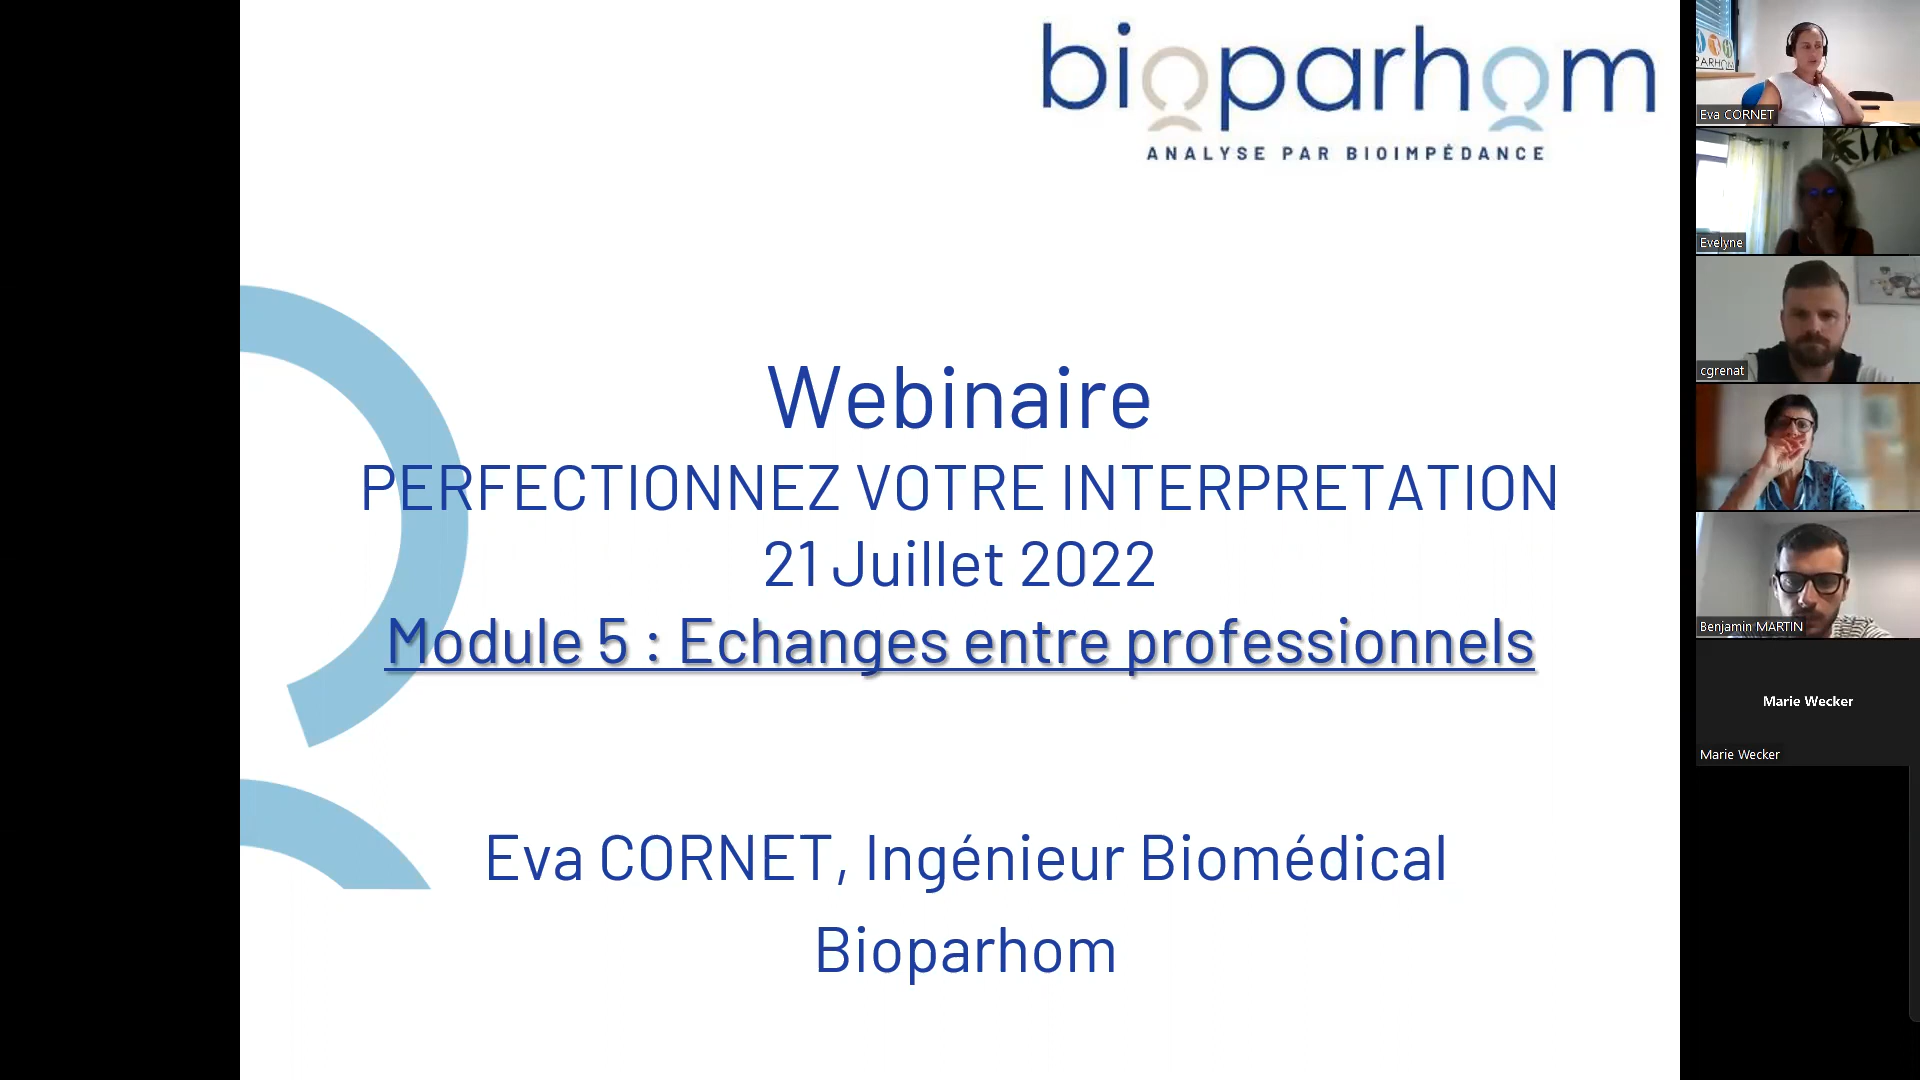 bioparhom
ANALYSE PAR BIOIMPÉDANCE
Webinaire
PERFECTIONNEZ VOTRE INTERPRETATION
21 Juillet 2022
Module 5 : Echanges entre professionnels
Eva CORNET, Ingénieur Biomédical
Bioparhom
PARHOM
Eva CORNET
Evelyne
cgrenat
Benjamin MARTIN
Marie Wecker
Marie Wecker